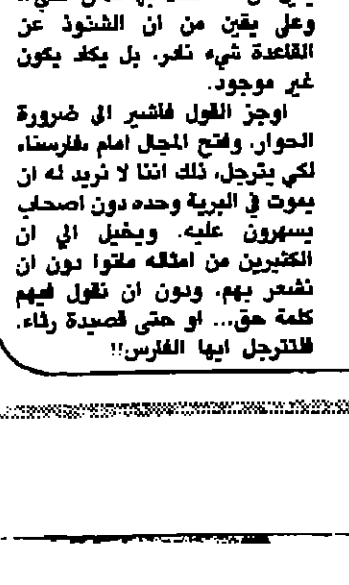 وعلى يقين من ان الشذوذ عن
القاعدة شيء نادر. بل يكاد يكون
غير موجود.
اوجز القول فاشير الى ضرورة
الحوار. وفتح المجال امام «فارسنا»
لكي يترجل، ذلك اننا لا نريد له ان
يموت في البرية وحده دون اصحاب
يسهرون عليه. ويخيل الي ان
الكثيرين من امثاله ماتوا دون ان
نشعر بهم، ودون ان نقول فيهم
كلمة حق... او حتى قصيدة رثاء.
فلتترجل ايها الفارس!!